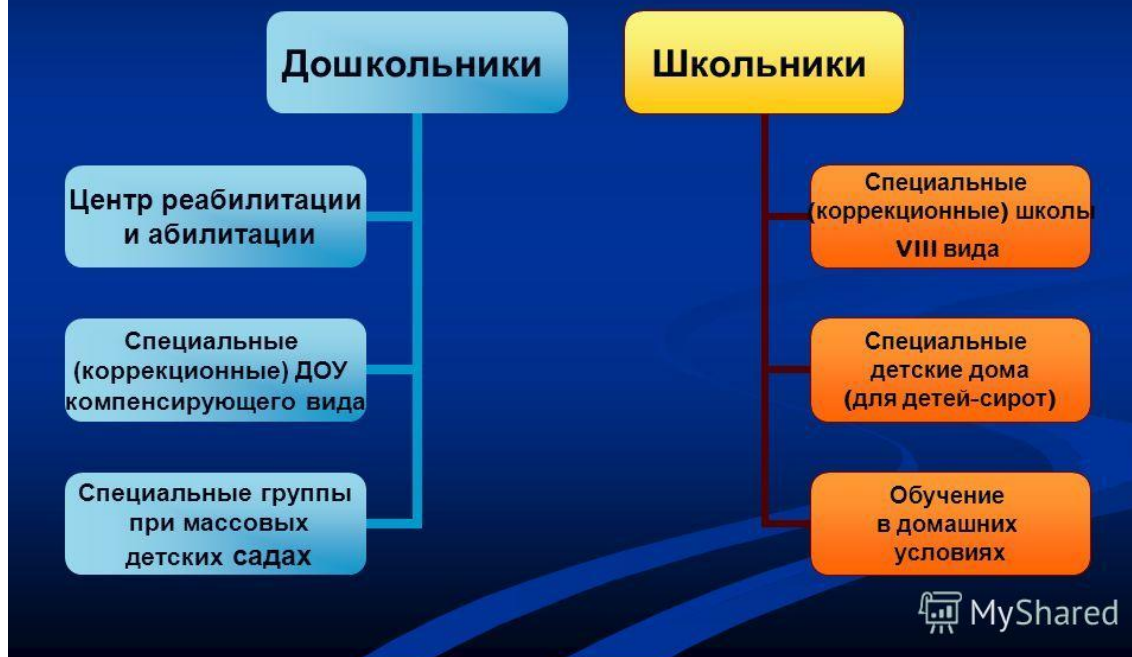 Дошкольники
Центр реабилитации
и абилитации
Специальные
(коррекционные) ДОУ
компенсирующего вида
Специальные группы
при массовых
детских садах
Школьники
Специальные
(коррекционные) школы
VIII вида
Специальные
детские дома
(для детей-сирот)
Обучение
в домашних
условиях
MyShared